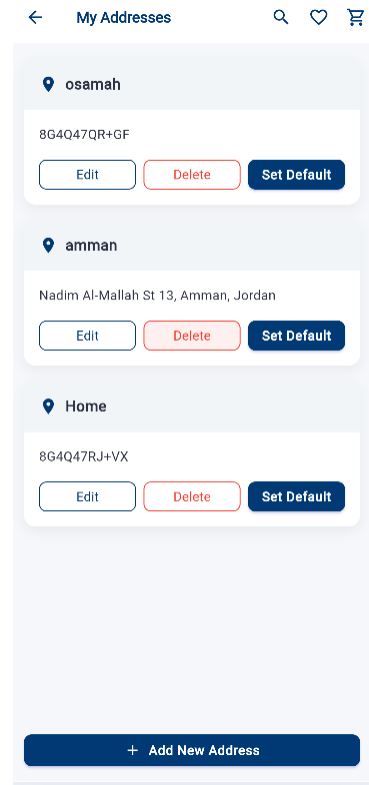 My Addresses
osamah
8G4Q47QR+GF
Edit Delete Set Default
amman
Nadim Al-Mallah St 13, Amman, Jordan
Edit Delete Set Default
Home
8G4Q47RJ+VX
Edit Delete Set Default
+ Add New Address